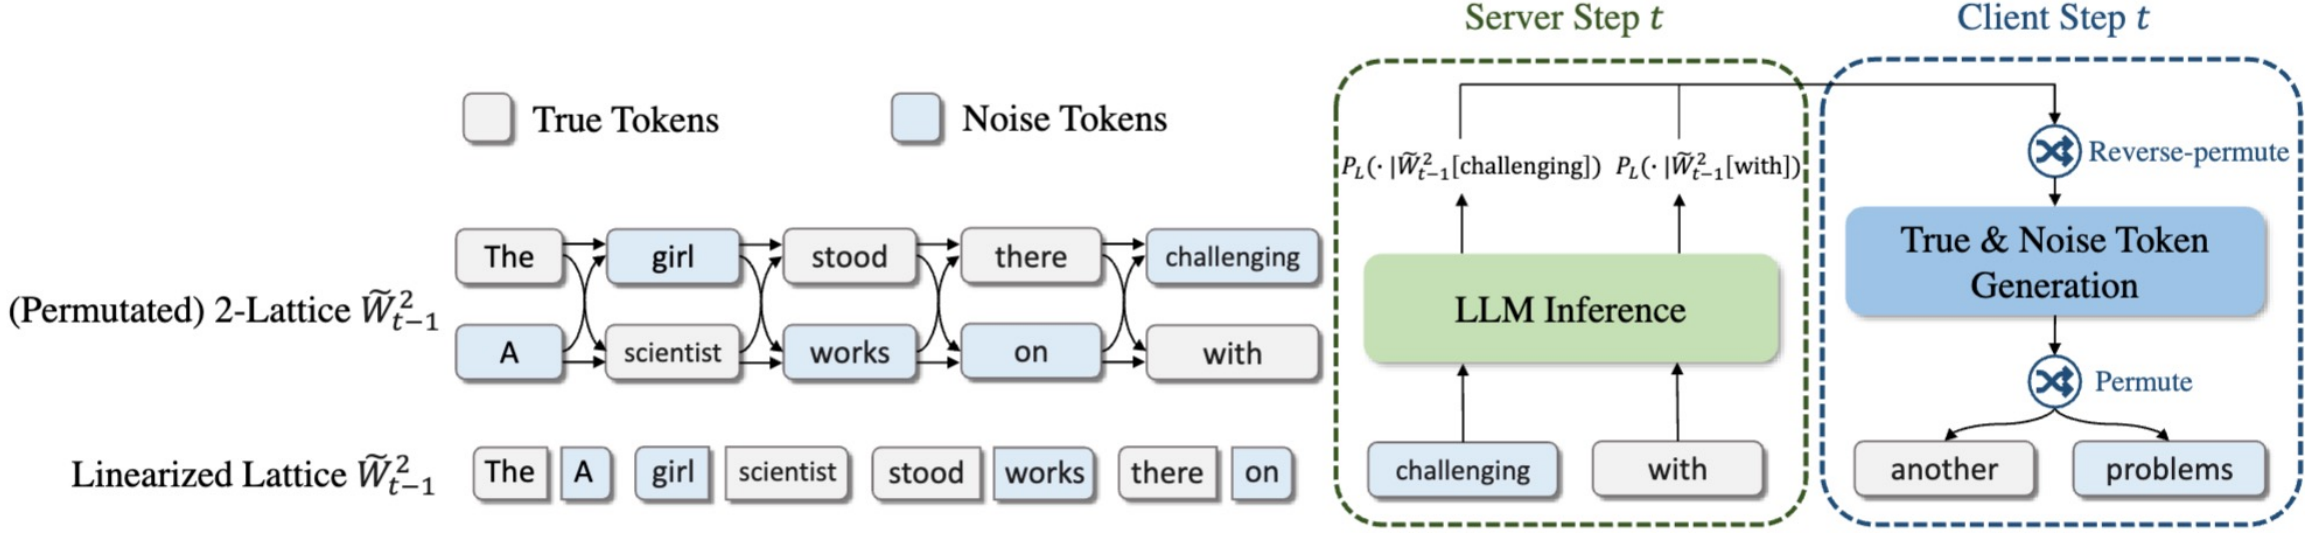 Server Step t
Client Step t
True Tokens
Noise Tokens
P_L(· |W̃²_{t−1}[challenging]) P_L(· |W̃²_{t−1}[with])
Reverse-permute
True & Noise Token
Generation
(Permutated) 2-Lattice W̃²_{t−1}
The girl stood there challenging
A scientist works on with
LLM Inference
Permute
Linearized Lattice W̃²_{t−1}
The A girl scientist stood works there on
challenging with
another problems